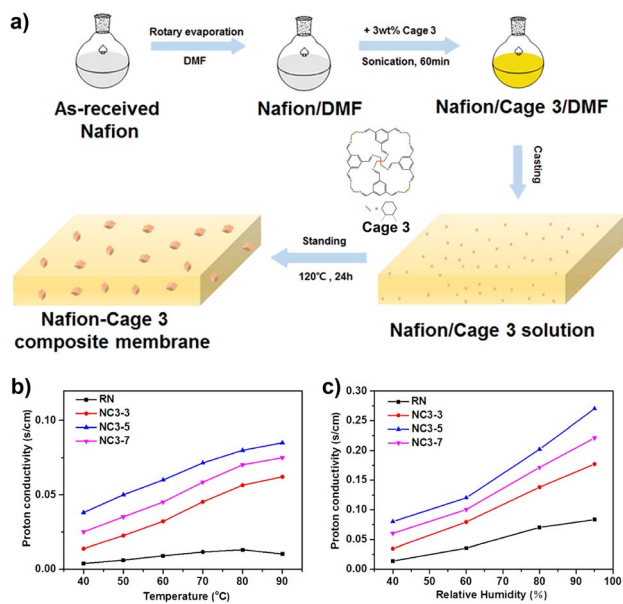 a)
Rotary evaporation
DMF
+ 3wt% Cage 3
Sonication, 60min
As-received
Nafion
Nafion/DMF
Nafion/Cage 3/DMF
Casting
Cage 3
Standing
120℃ , 24h
Nafion-Cage 3
composite membrane
Nafion/Cage 3 solution
b)
RN
NC3-3
NC3-5
NC3-7
Proton conductivity (s/cm)
0.10
0.05
0.00
40 50 60 70 80 90
Temperature (°C)
c)
RN
NC3-3
NC3-5
NC3-7
Proton conductivity (s/cm)
0.30
0.25
0.20
0.15
0.10
0.05
0.00
40 50 60 70 80 90 100
Relative Humidity (%)